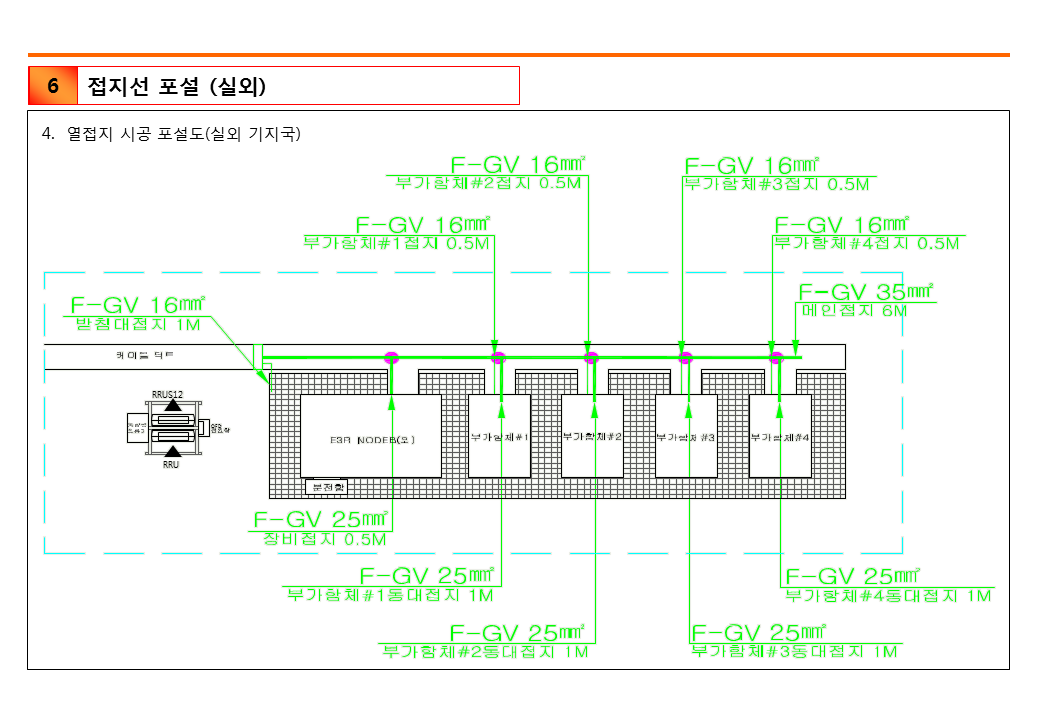 6
접지선 포설 (실외)
4. 열접지 시공 포설도(실외 기지국)
F-GV 16㎟
부가함체#2접지 0.5M
F-GV 16㎟
부가함체#3접지 0.5M
F-GV 16㎟
부가함체#1접지 0.5M
F-GV 16㎟
부가함체#4접지 0.5M
F-GV 16㎟
받침대접지 1M
F-GV 35㎟
메인접지 6M
케이블 덕트
RRUS12
RRU
NODEB(오)
부가함체#1
부가함체#2
부가함체#3
부가함체#4
분전함
F-GV 25㎟
장비접지 0.5M
F-GV 25㎟
부가함체#1동대접지 1M
F-GV 25㎟
부가함체#4동대접지 1M
F-GV 25㎟
부가함체#2동대접지 1M
F-GV 25㎟
부가함체#3동대접지 1M